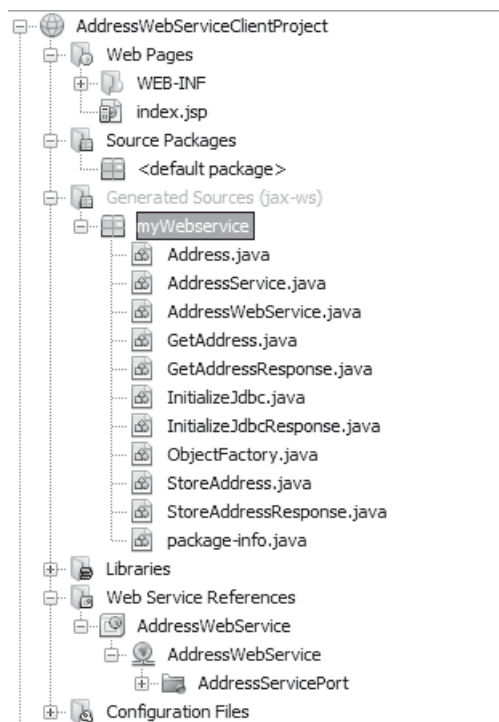 AddressWebServiceClientProject
Web Pages
WEB-INF
index.jsp
Source Packages
<default package>
Generated Sources (jax-ws)
myWebservice
Address.java
AddressService.java
AddressWebService.java
GetAddress.java
GetAddressResponse.java
InitializeJdbc.java
InitializeJdbcResponse.java
ObjectFactory.java
StoreAddress.java
StoreAddressResponse.java
package-info.java
Libraries
Web Service References
AddressWebService
AddressWebService
AddressServicePort
Configuration Files